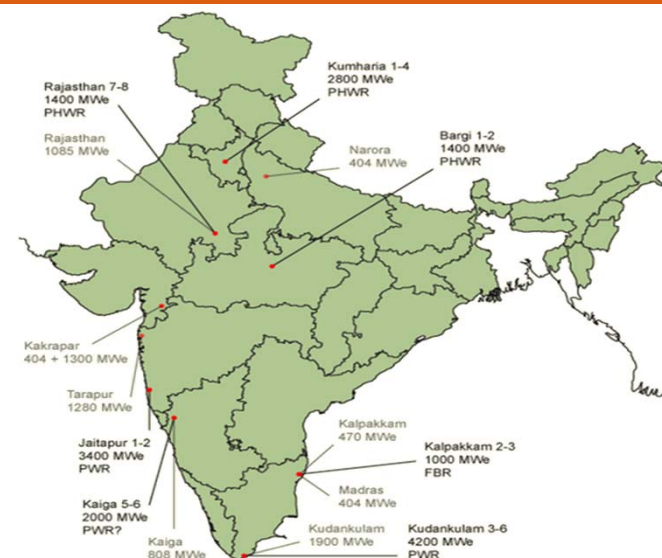 Kumharia 1-4
2800 MWe
PHWR
Rajasthan 7-8
1400 MWe
PHWR
Rajasthan
1085 MWe
Narora
404 MWe
Bargi 1-2
1400 MWe
PHWR
Kakrapar
404 + 1300 MWe
Tarapur
1280 MWe
Jaitapur 1-2
3400 MWe
PWR
Kaiga 5-6
2000 MWe
PWR?
Kaiga
808 MWe
Kalpakkam
470 MWe
Kalpakkam 2-3
1000 MWe
FBR
Madras
404 MWe
Kudankulam
1900 MWe
Kudankulam 3-6
4200 MWe
PWR